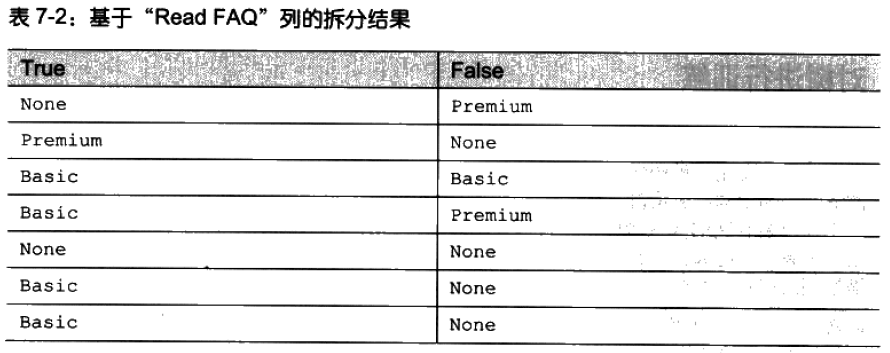 表 7-2：基于“Read FAQ”列的拆分结果
True False
None Premium
Premium None
Basic Basic
Basic Premium
None None
Basic None
Basic None